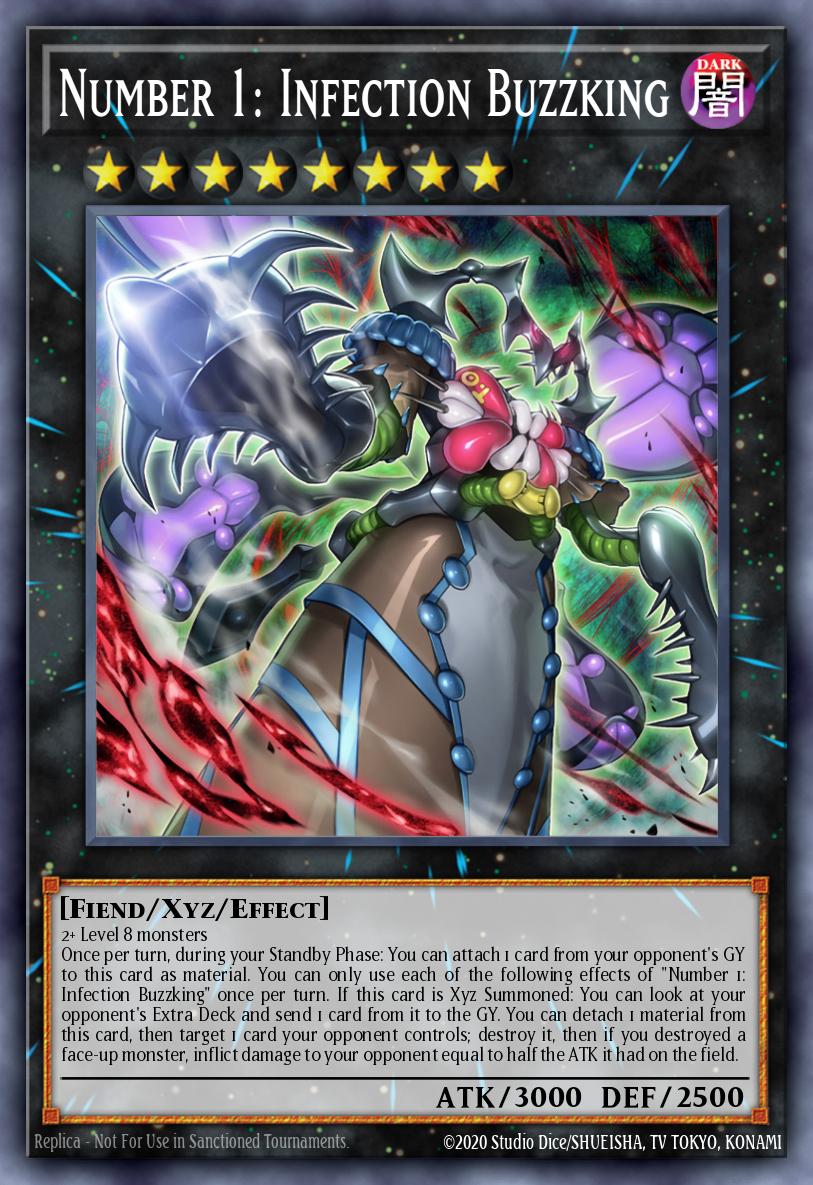 Number 1: Infection Buzzking
DARK
闇
[Fiend/Xyz/Effect]
2+ Level 8 monsters
Once per turn, during your Standby Phase: You can attach 1 card from your opponent's GY
to this card as material. You can only use each of the following effects of "Number 1:
Infection Buzzking" once per turn. If this card is Xyz Summoned: You can look at your
opponent's Extra Deck and send 1 card from it to the GY. You can detach 1 material from
this card, then target 1 card your opponent controls; destroy it, then if you destroyed a
face-up monster, inflict damage to your opponent equal to half the ATK it had on the field.
ATK/3000 DEF/2500
Replica - Not For Use in Sanctioned Tournaments.
©2020 Studio Dice/SHUEISHA, TV TOKYO, KONAMI